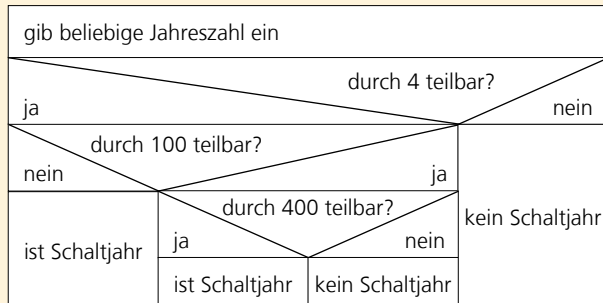 gib beliebige Jahreszahl ein
durch 4 teilbar?
ja
nein
durch 100 teilbar?
nein
ja
durch 400 teilbar?
kein Schaltjahr
ist Schaltjahr
ja
nein
ist Schaltjahr
kein Schaltjahr